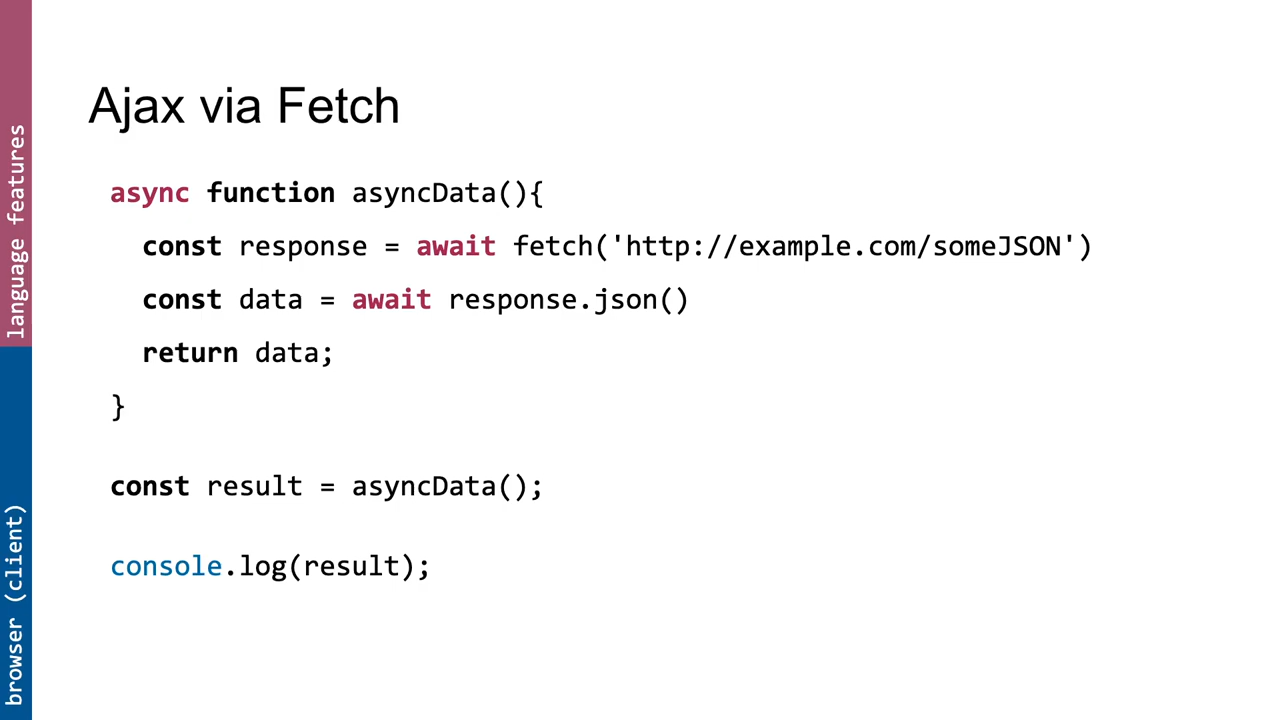 language features
browser (client)
Ajax via Fetch
async function asyncData(){
const response = await fetch('http://example.com/someJSON')
const data = await response.json()
return data;
}
const result = asyncData();
console.log(result);